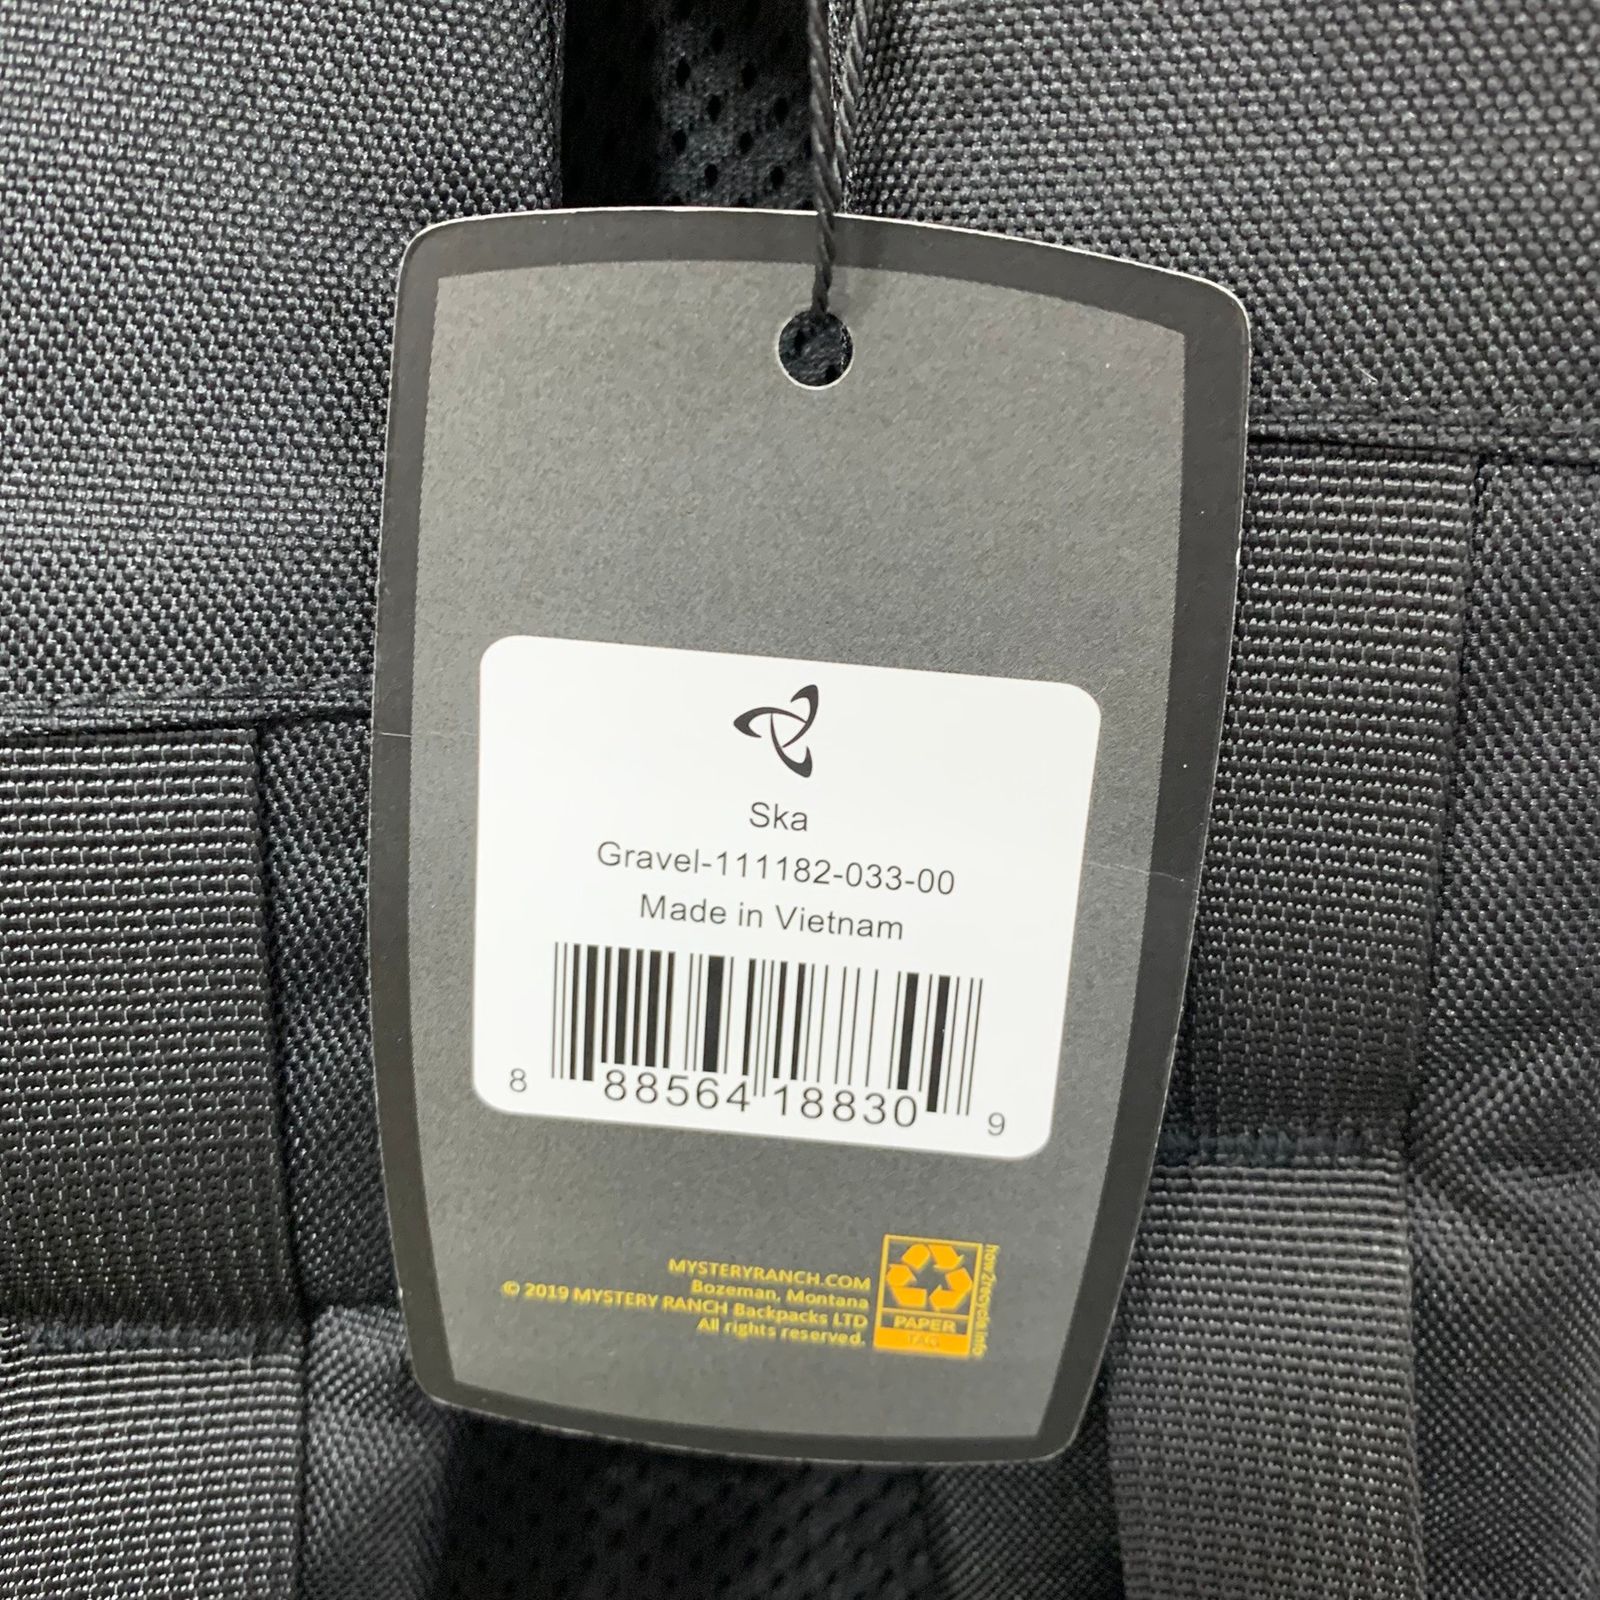 Ska
Gravel-111182-033-00
Made in Vietnam
8 88564 18830 9
MYSTERYRANCH.COM
Bozeman, Montana
© 2019 MYSTERY RANCH Backpacks LTD
All rights reserved.
PAPER
TAG
how2recycle.info